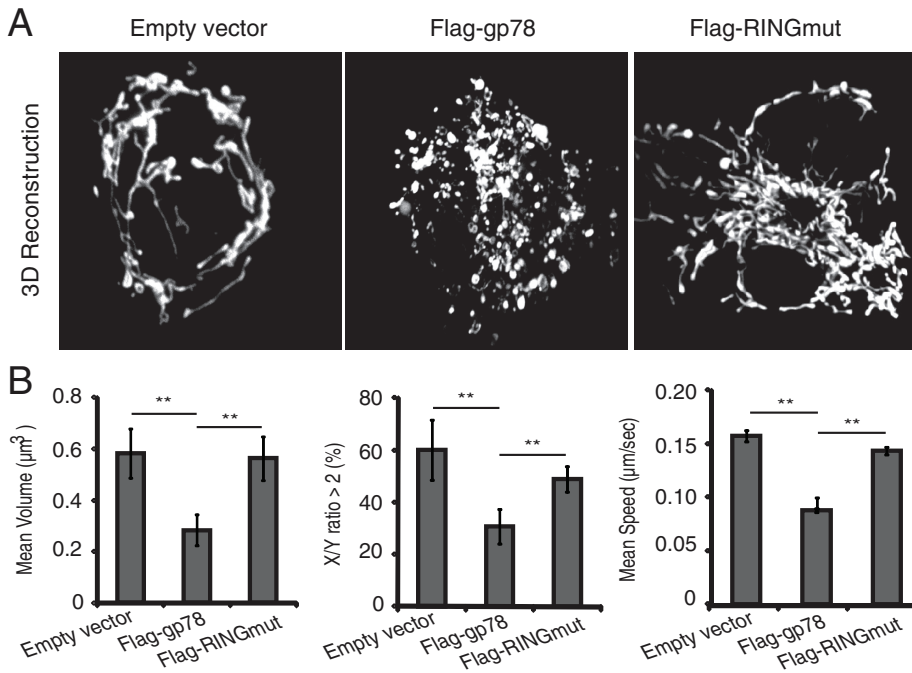 A
Empty vector
Flag-gp78
Flag-RINGmut
3D Reconstruction
B
Mean Volume (µm³)
0.8
0.6
0.4
0.2
0
**
**
Empty vector
Flag-gp78
Flag-RINGmut
X/Y ratio > 2 (%)
80
60
40
20
0
**
**
Empty vector
Flag-gp78
Flag-RINGmut
Mean Speed (µm/sec)
0.20
0.15
0.10
0.05
0
**
**
Empty vector
Flag-gp78
Flag-RINGmut